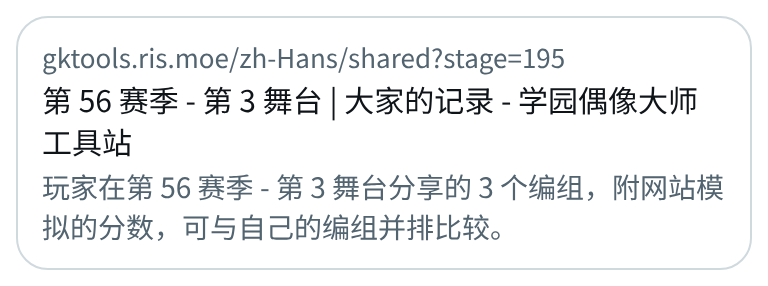 gktools.ris.moe/zh-Hans/shared?stage=195
第 56 赛季 - 第 3 舞台 | 大家的记录 - 学园偶像大师
工具站
玩家在第 56 赛季 - 第 3 舞台分享的 3 个编组，附网站模
拟的分数，可与自己的编组并排比较。